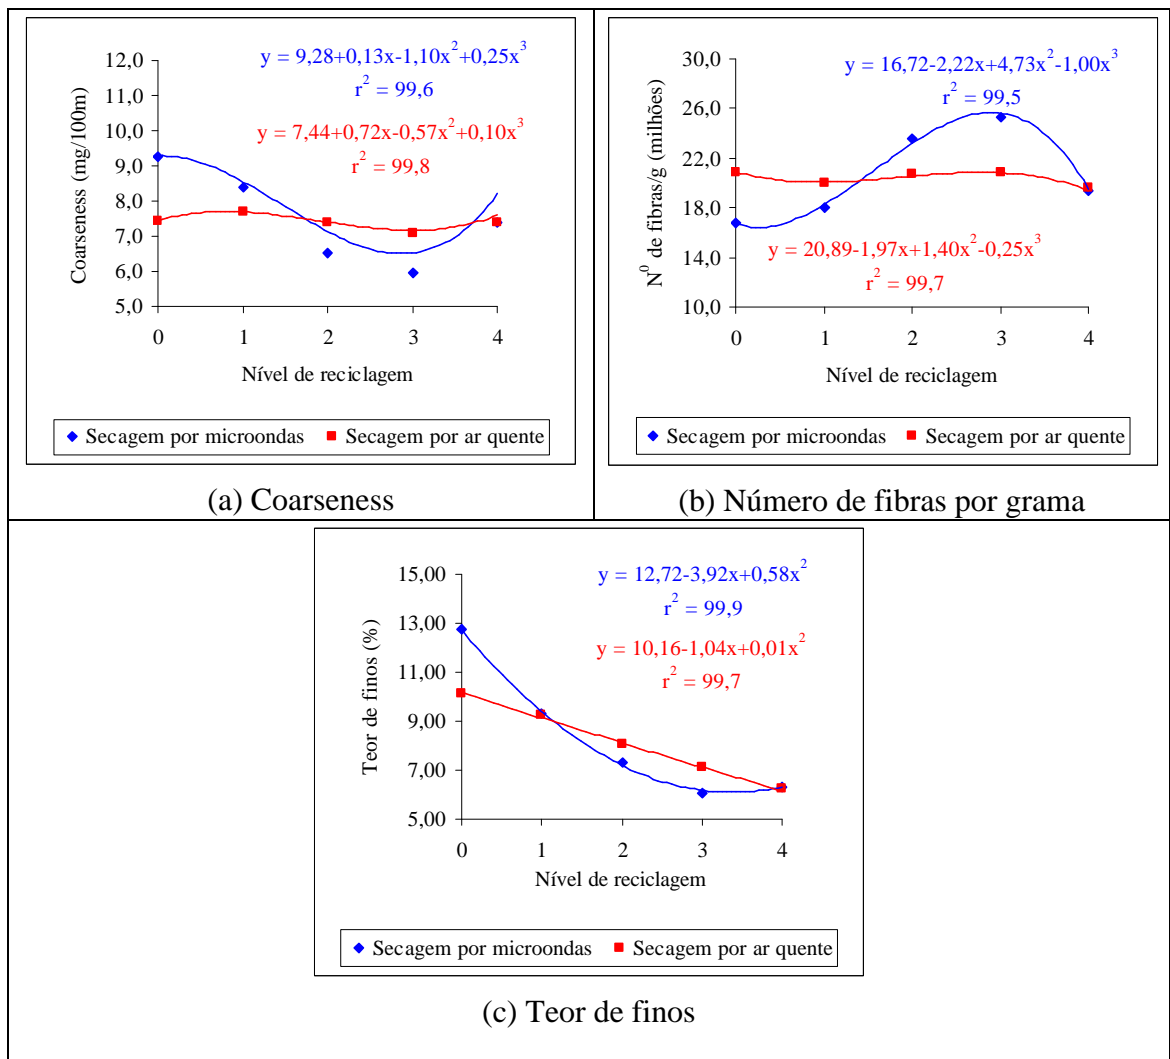 y = 9,28+0,13x-1,10x²+0,25x³
r² = 99,6
y = 7,44+0,72x-0,57x²+0,10x³
r² = 99,8
Coarseness (mg/100m)
12,0
11,0
10,0
9,0
8,0
7,0
6,0
5,0
0 1 2 3 4
Nível de reciclagem
Secagem por microondas Secagem por ar quente
(a) Coarseness
y = 16,72-2,22x+4,73x²-1,00x³
r² = 99,5
y = 20,89-1,97x+1,40x²-0,25x³
r² = 99,7
N⁰ de fibras/g (milhões)
30,0
26,0
22,0
18,0
14,0
10,0
0 1 2 3 4
Nível de reciclagem
Secagem por microondas Secagem por ar quente
(b) Número de fibras por grama
y = 12,72-3,92x+0,58x²
r² = 99,9
y = 10,16-1,04x+0,01x²
r² = 99,7
Teor de finos (%)
15,00
13,00
11,00
9,00
7,00
5,00
0 1 2 3 4
Nível de reciclagem
Secagem por microondas Secagem por ar quente
(c) Teor de finos